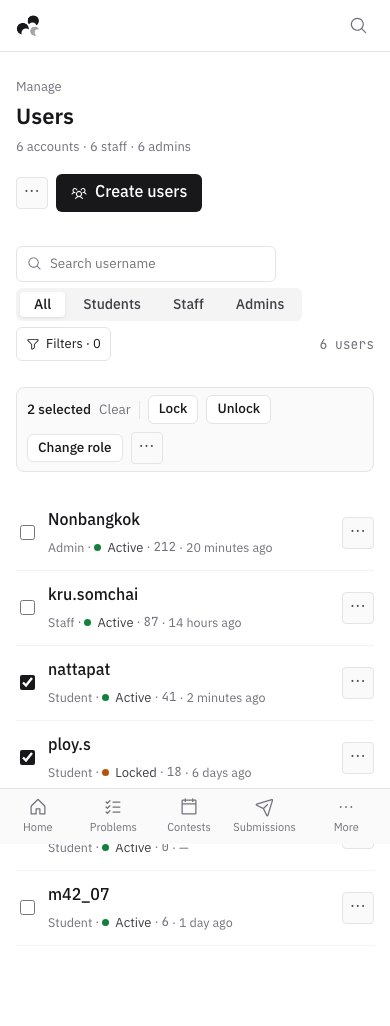 Manage
Users
6 accounts · 6 staff · 6 admins
··· Create users
Search username
All Students Staff Admins
Filters · 0 6 users
2 selected Clear Lock Unlock
Change role ···
Nonbangkok
Admin · Active · 212 · 20 minutes ago
···
kru.somchai
Staff · Active · 87 · 14 hours ago
···
nattapat
Student · Active · 41 · 2 minutes ago
···
ploy.s
Student · Locked · 18 · 6 days ago
···
Home Problems Contests Submissions More
Student · Active · 0 · —
m42_07
Student · Active · 6 · 1 day ago
···